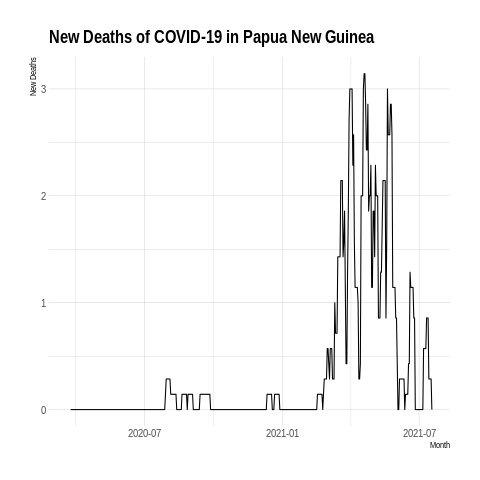 New Deaths of COVID-19 in Papua New Guinea
New Deaths
3
2
1
0
2020-07
2021-01
2021-07
Month